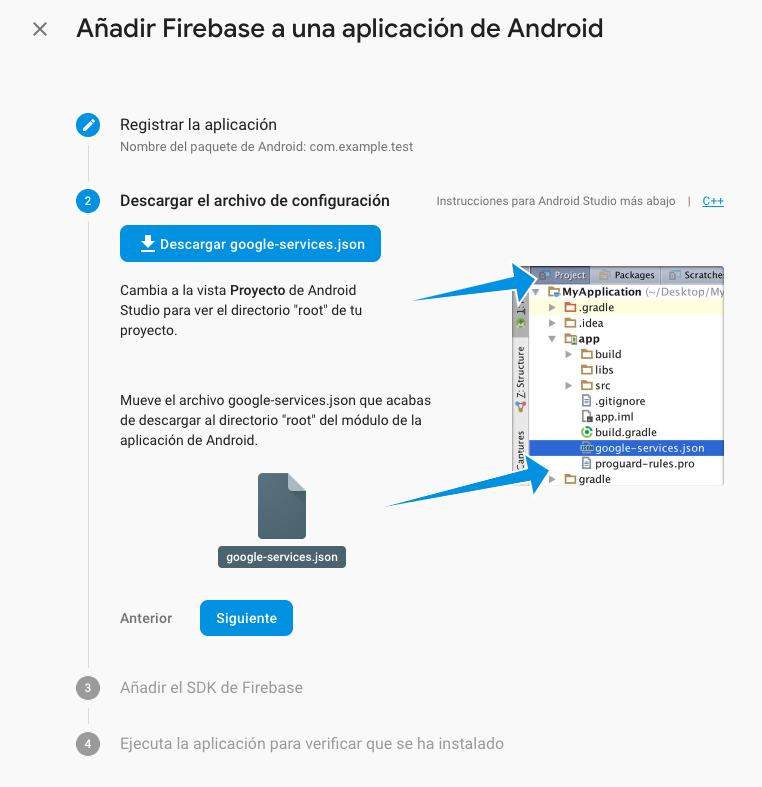 Añadir Firebase a una aplicación de Android
Registrar la aplicación
Nombre del paquete de Android: com.example.test
2
Descargar el archivo de configuración
Instrucciones para Android Studio más abajo | C++
Descargar google-services.json
Cambia a la vista Proyecto de Android
Studio para ver el directorio "root" de tu
proyecto.
Mueve el archivo google-services.json que acabas
de descargar al directorio "root" del módulo de la
aplicación de Android.
google-services.json
Project Packages Scratche
MyApplication (~/Desktop/My
.gradle
.idea
app
build
libs
src
.gitignore
app.iml
build.gradle
google-services.json
proguard-rules.pro
gradle
Z: Structure
Anterior
Siguiente
3
Añadir el SDK de Firebase
4
Ejecuta la aplicación para verificar que se ha instalado